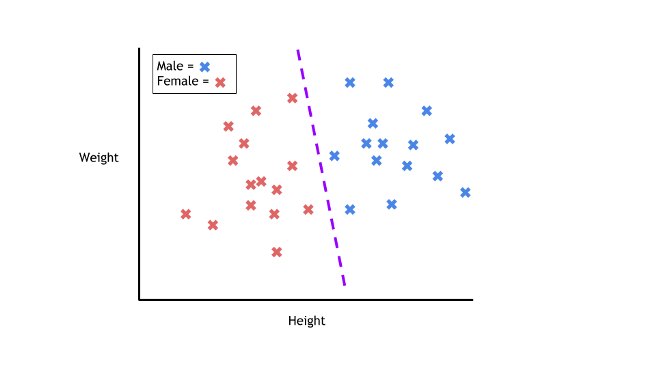 Male =
Female =
Weight
Height